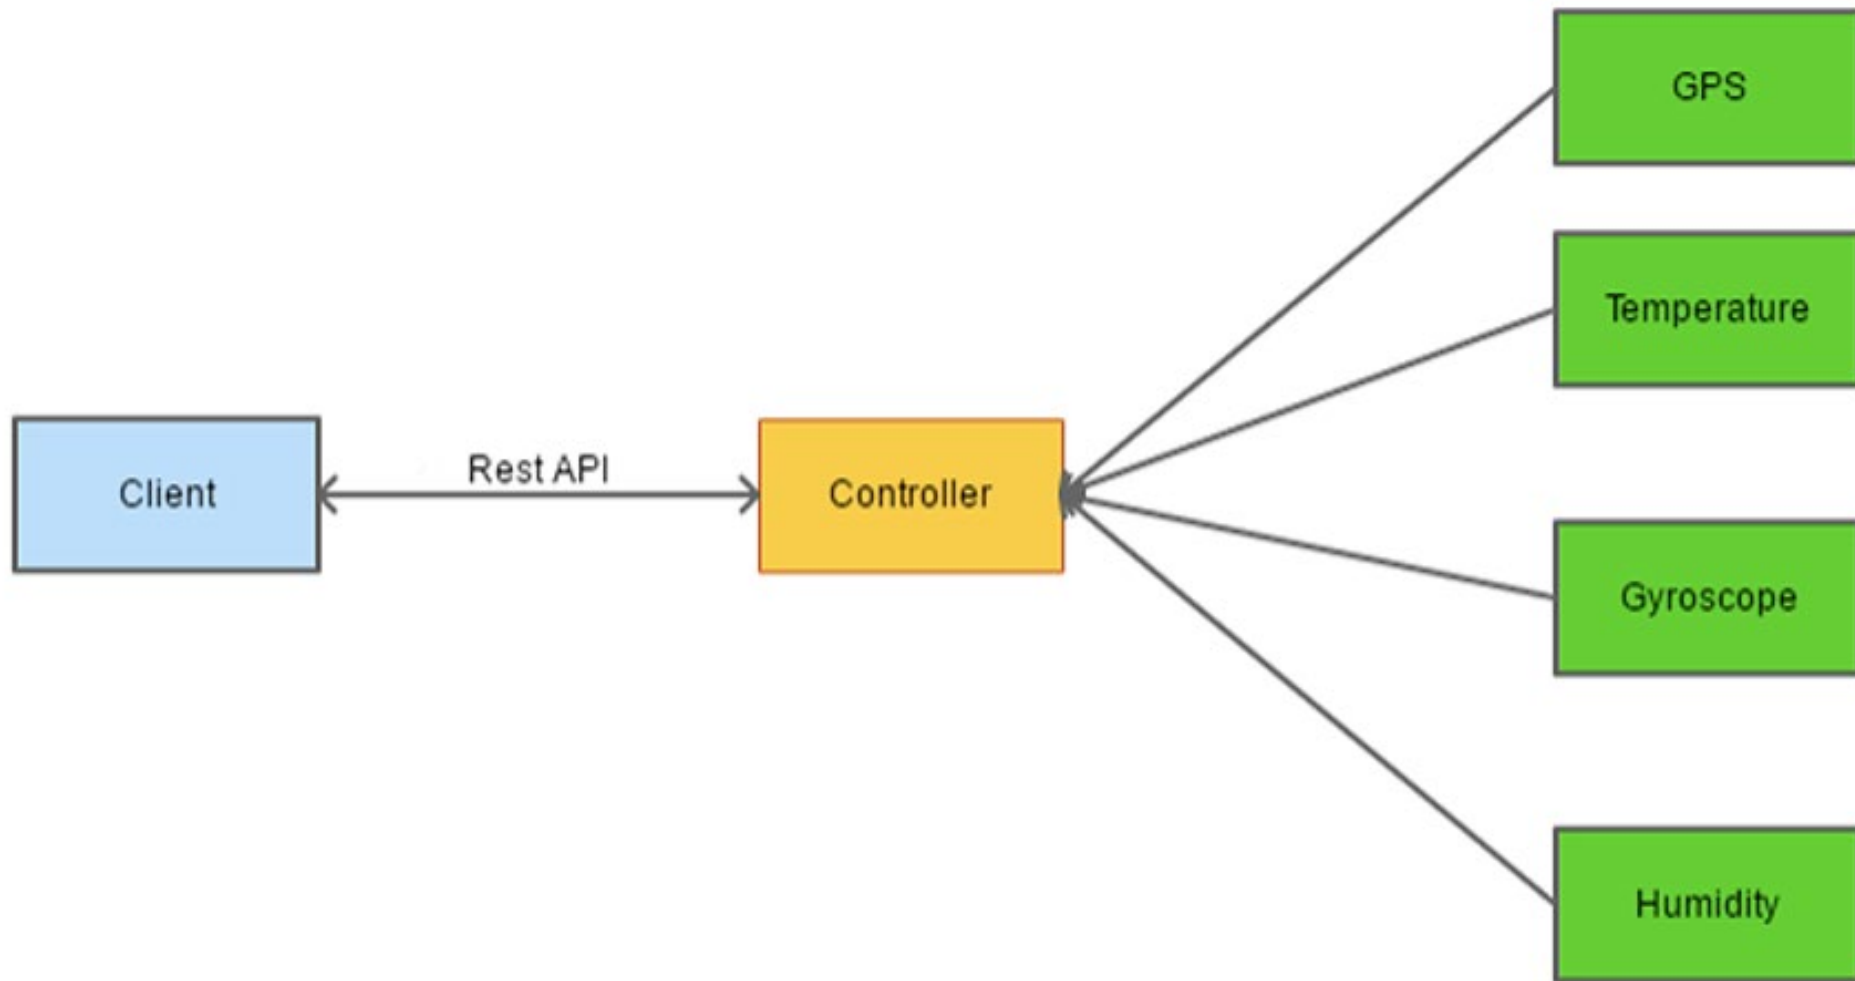 GPS
Temperature
Client
Rest API
Controller
Gyroscope
Humidity